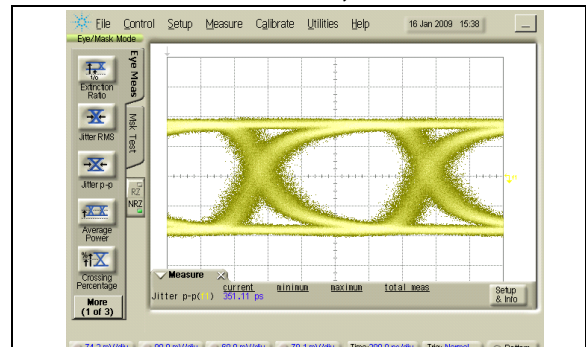 File Control Setup Measure Calibrate Utilities Help 16 Jan 2009 15:38
Eye/Mask Mode
Eye Meas
Msk Test
Extinction Ratio
Jitter RMS
Jitter p-p
RZ
NRZ
Average Power
Crossing Percentage
More (1 of 3)
Measure
current minimum maximum total meas
Jitter p-p( ) 351.11 ps
Setup & Info